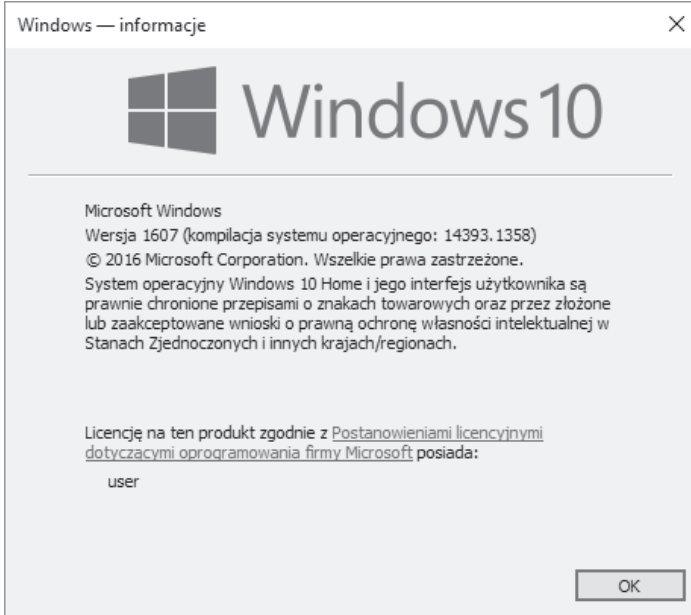 Windows — informacje
Windows 10
Microsoft Windows
Wersja 1607 (kompilacja systemu operacyjnego: 14393.1358)
© 2016 Microsoft Corporation. Wszelkie prawa zastrzeżone.
System operacyjny Windows 10 Home i jego interfejs użytkownika są
prawnie chronione przepisami o znakach towarowych oraz przez złożone
lub zaakceptowane wnioski o prawną ochronę własności intelektualnej w
Stanach Zjednoczonych i innych krajach/regionach.
Licencję na ten produkt zgodnie z Postanowieniami licencyjnymi
dotyczącymi oprogramowania firmy Microsoft posiada:
user
OK